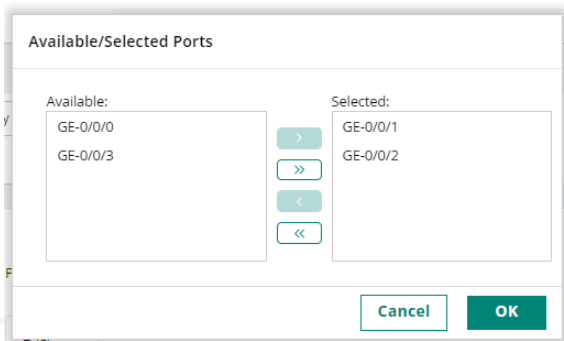 Available/Selected Ports
Available:
Selected:
GE-0/0/0
GE-0/0/3
>
»
<
«
GE-0/0/1
GE-0/0/2
Cancel
OK